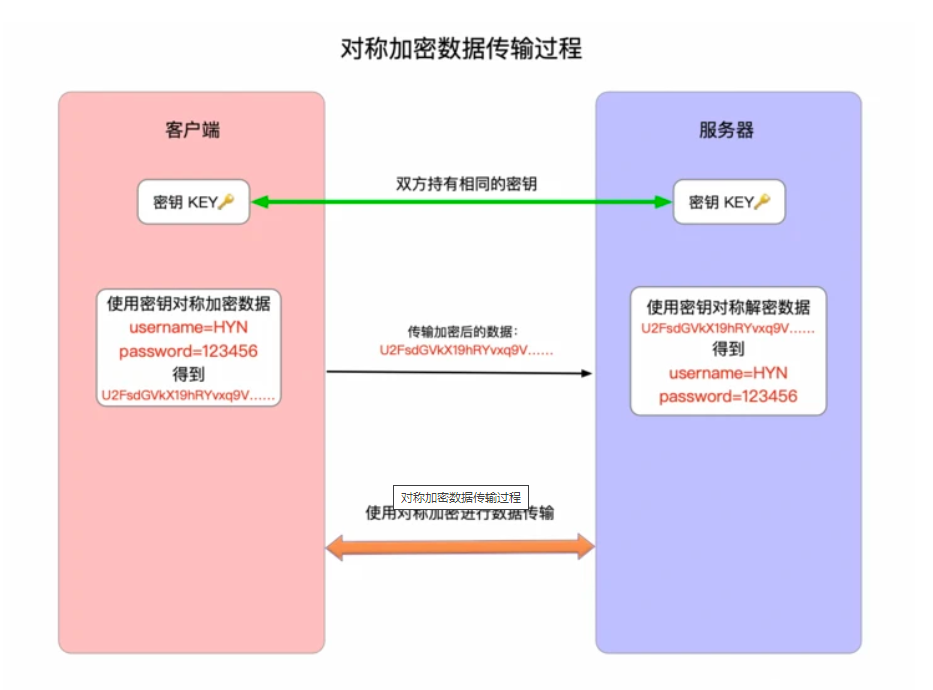 对称加密数据传输过程
客户端
服务器
双方持有相同的密钥
密钥 KEY🔑
密钥 KEY🔑
使用密钥对称加密数据
username=HYN
password=123456
得到
U2FsdGVkX19hRYvxq9V......
传输加密后的数据：
U2FsdGVkX19hRYvxq9V......
使用密钥对称解密数据
U2FsdGVkX19hRYvxq9V......
得到
username=HYN
password=123456
对称加密数据传输过程
使用对称加密进行数据传输